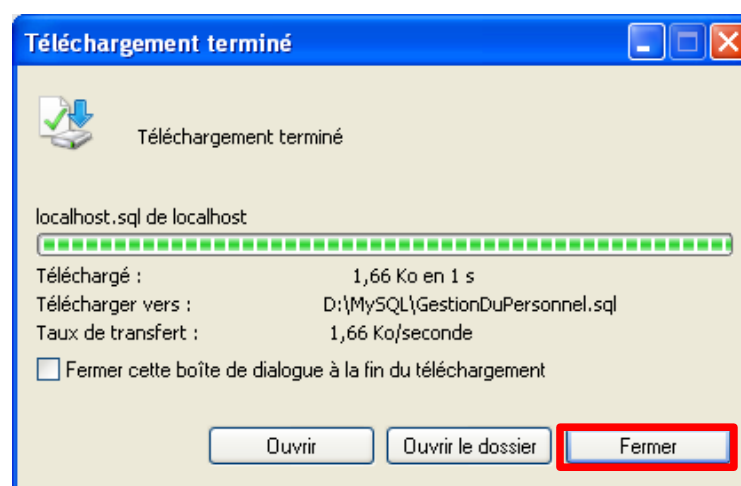 Téléchargement terminé
Téléchargement terminé
localhost.sql de localhost
Téléchargé : 1,66 Ko en 1 s
Télécharger vers : D:\MySQL\GestionDuPersonnel.sql
Taux de transfert : 1,66 Ko/seconde
Fermer cette boîte de dialogue à la fin du téléchargement
Ouvrir Ouvrir le dossier Fermer